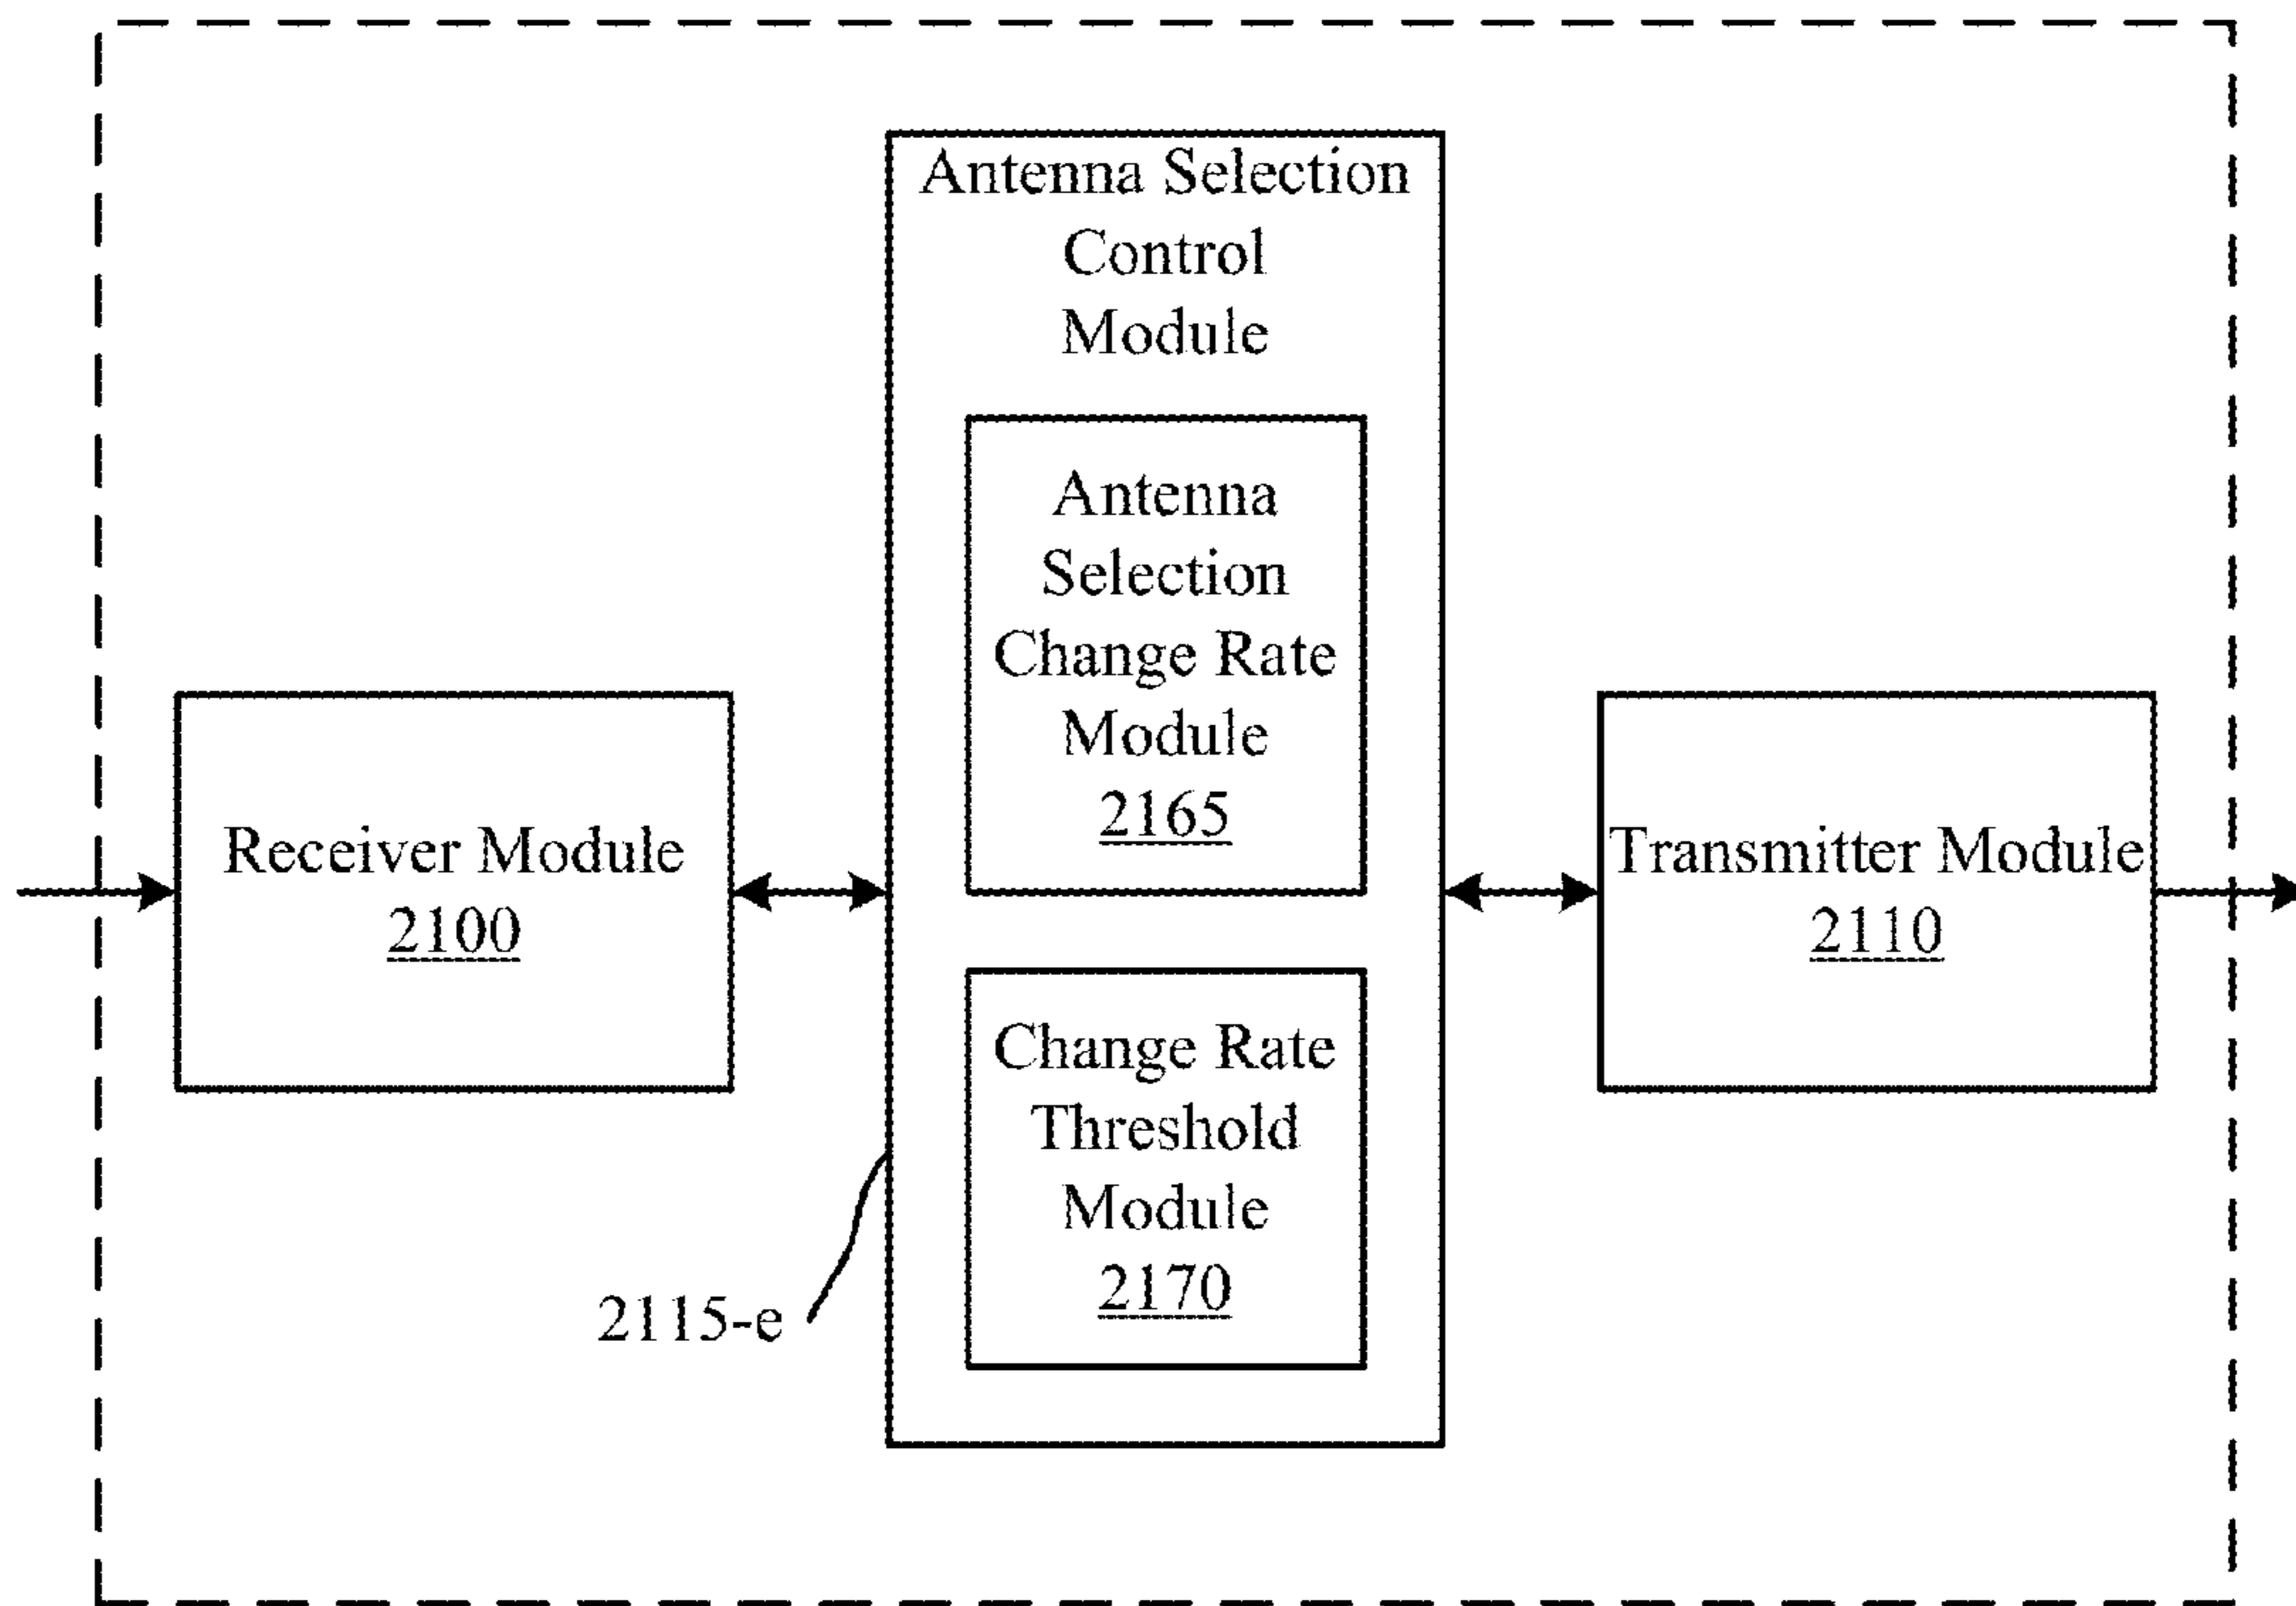 Antenna Selection
Control
Module
Antenna
Selection
Change Rate
Module
2165
Receiver Module
2100
Transmitter Module
2110
Change Rate
Threshold
Module
2170
2115-e